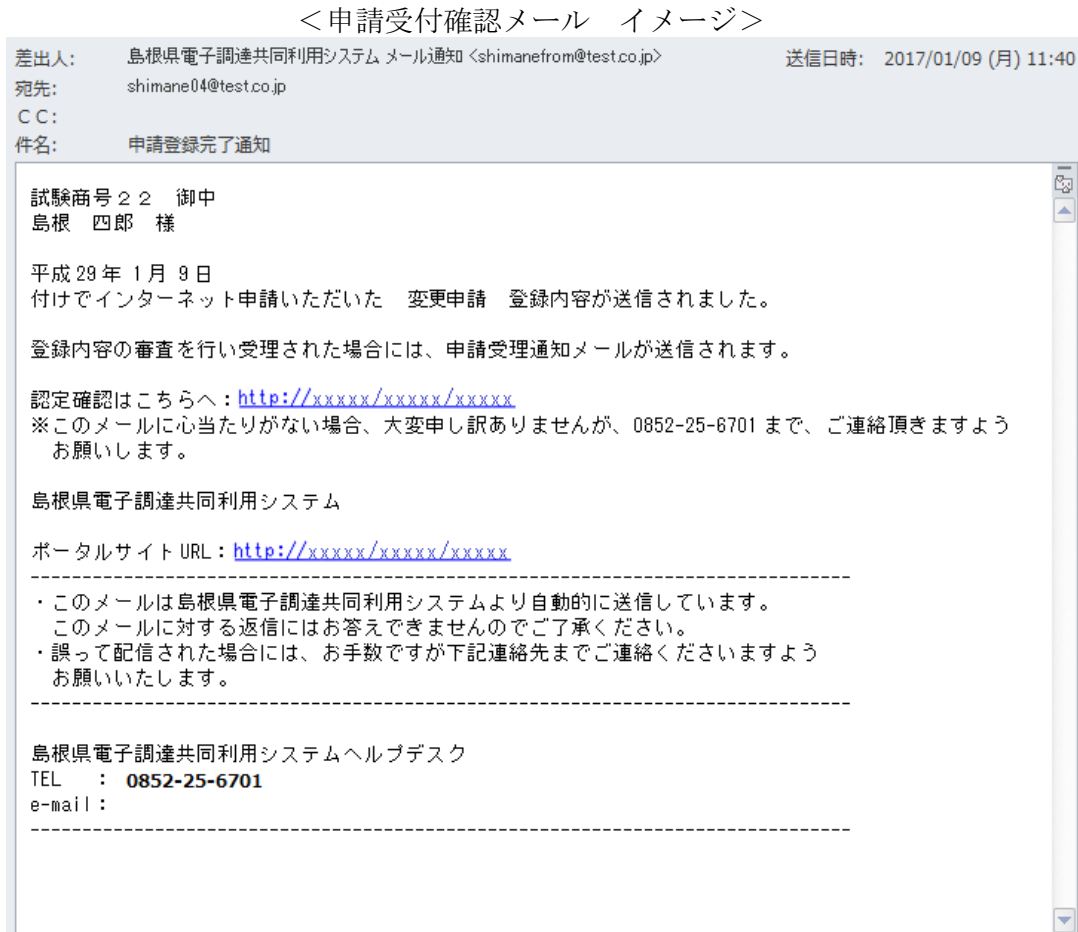 ＜申請受付確認メール　イメージ＞
差出人: 島根県電子調達共同利用システム メール通知 <shimanefrom@test.co.jp> 送信日時: 2017/01/09 (月) 11:40
宛先: shimane04@test.co.jp
ＣＣ:
件名: 申請登録完了通知
試験商号２２　御中
島根　四郎　様
平成 29 年 1 月 9 日
付けでインターネット申請いただいた　変更申請　登録内容が送信されました。
登録内容の審査を行い受理された場合には、申請受理通知メールが送信されます。
認定確認はこちらへ：http://xxxxx/xxxxx/xxxxx
※このメールに心当たりがない場合、大変申し訳ありませんが、0852-25-6701 まで、ご連絡頂きますよう
お願いします。
島根県電子調達共同利用システム
ポータルサイト URL：http://xxxxx/xxxxx/xxxxx
-------------------------------------------------------------------------------
・このメールは島根県電子調達共同利用システムより自動的に送信しています。
このメールに対する返信にはお答えできませんのでご了承ください。
・誤って配信された場合には、お手数ですが下記連絡先までご連絡くださいますよう
お願いいたします。
-------------------------------------------------------------------------------
島根県電子調達共同利用システムヘルプデスク
TEL　： 0852-25-6701
e-mail：
-------------------------------------------------------------------------------